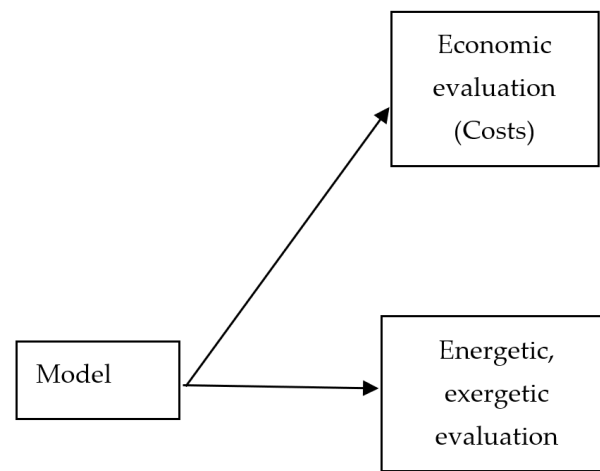 Economic
evaluation
(Costs)
Model
Energetic,
exergetic
evaluation